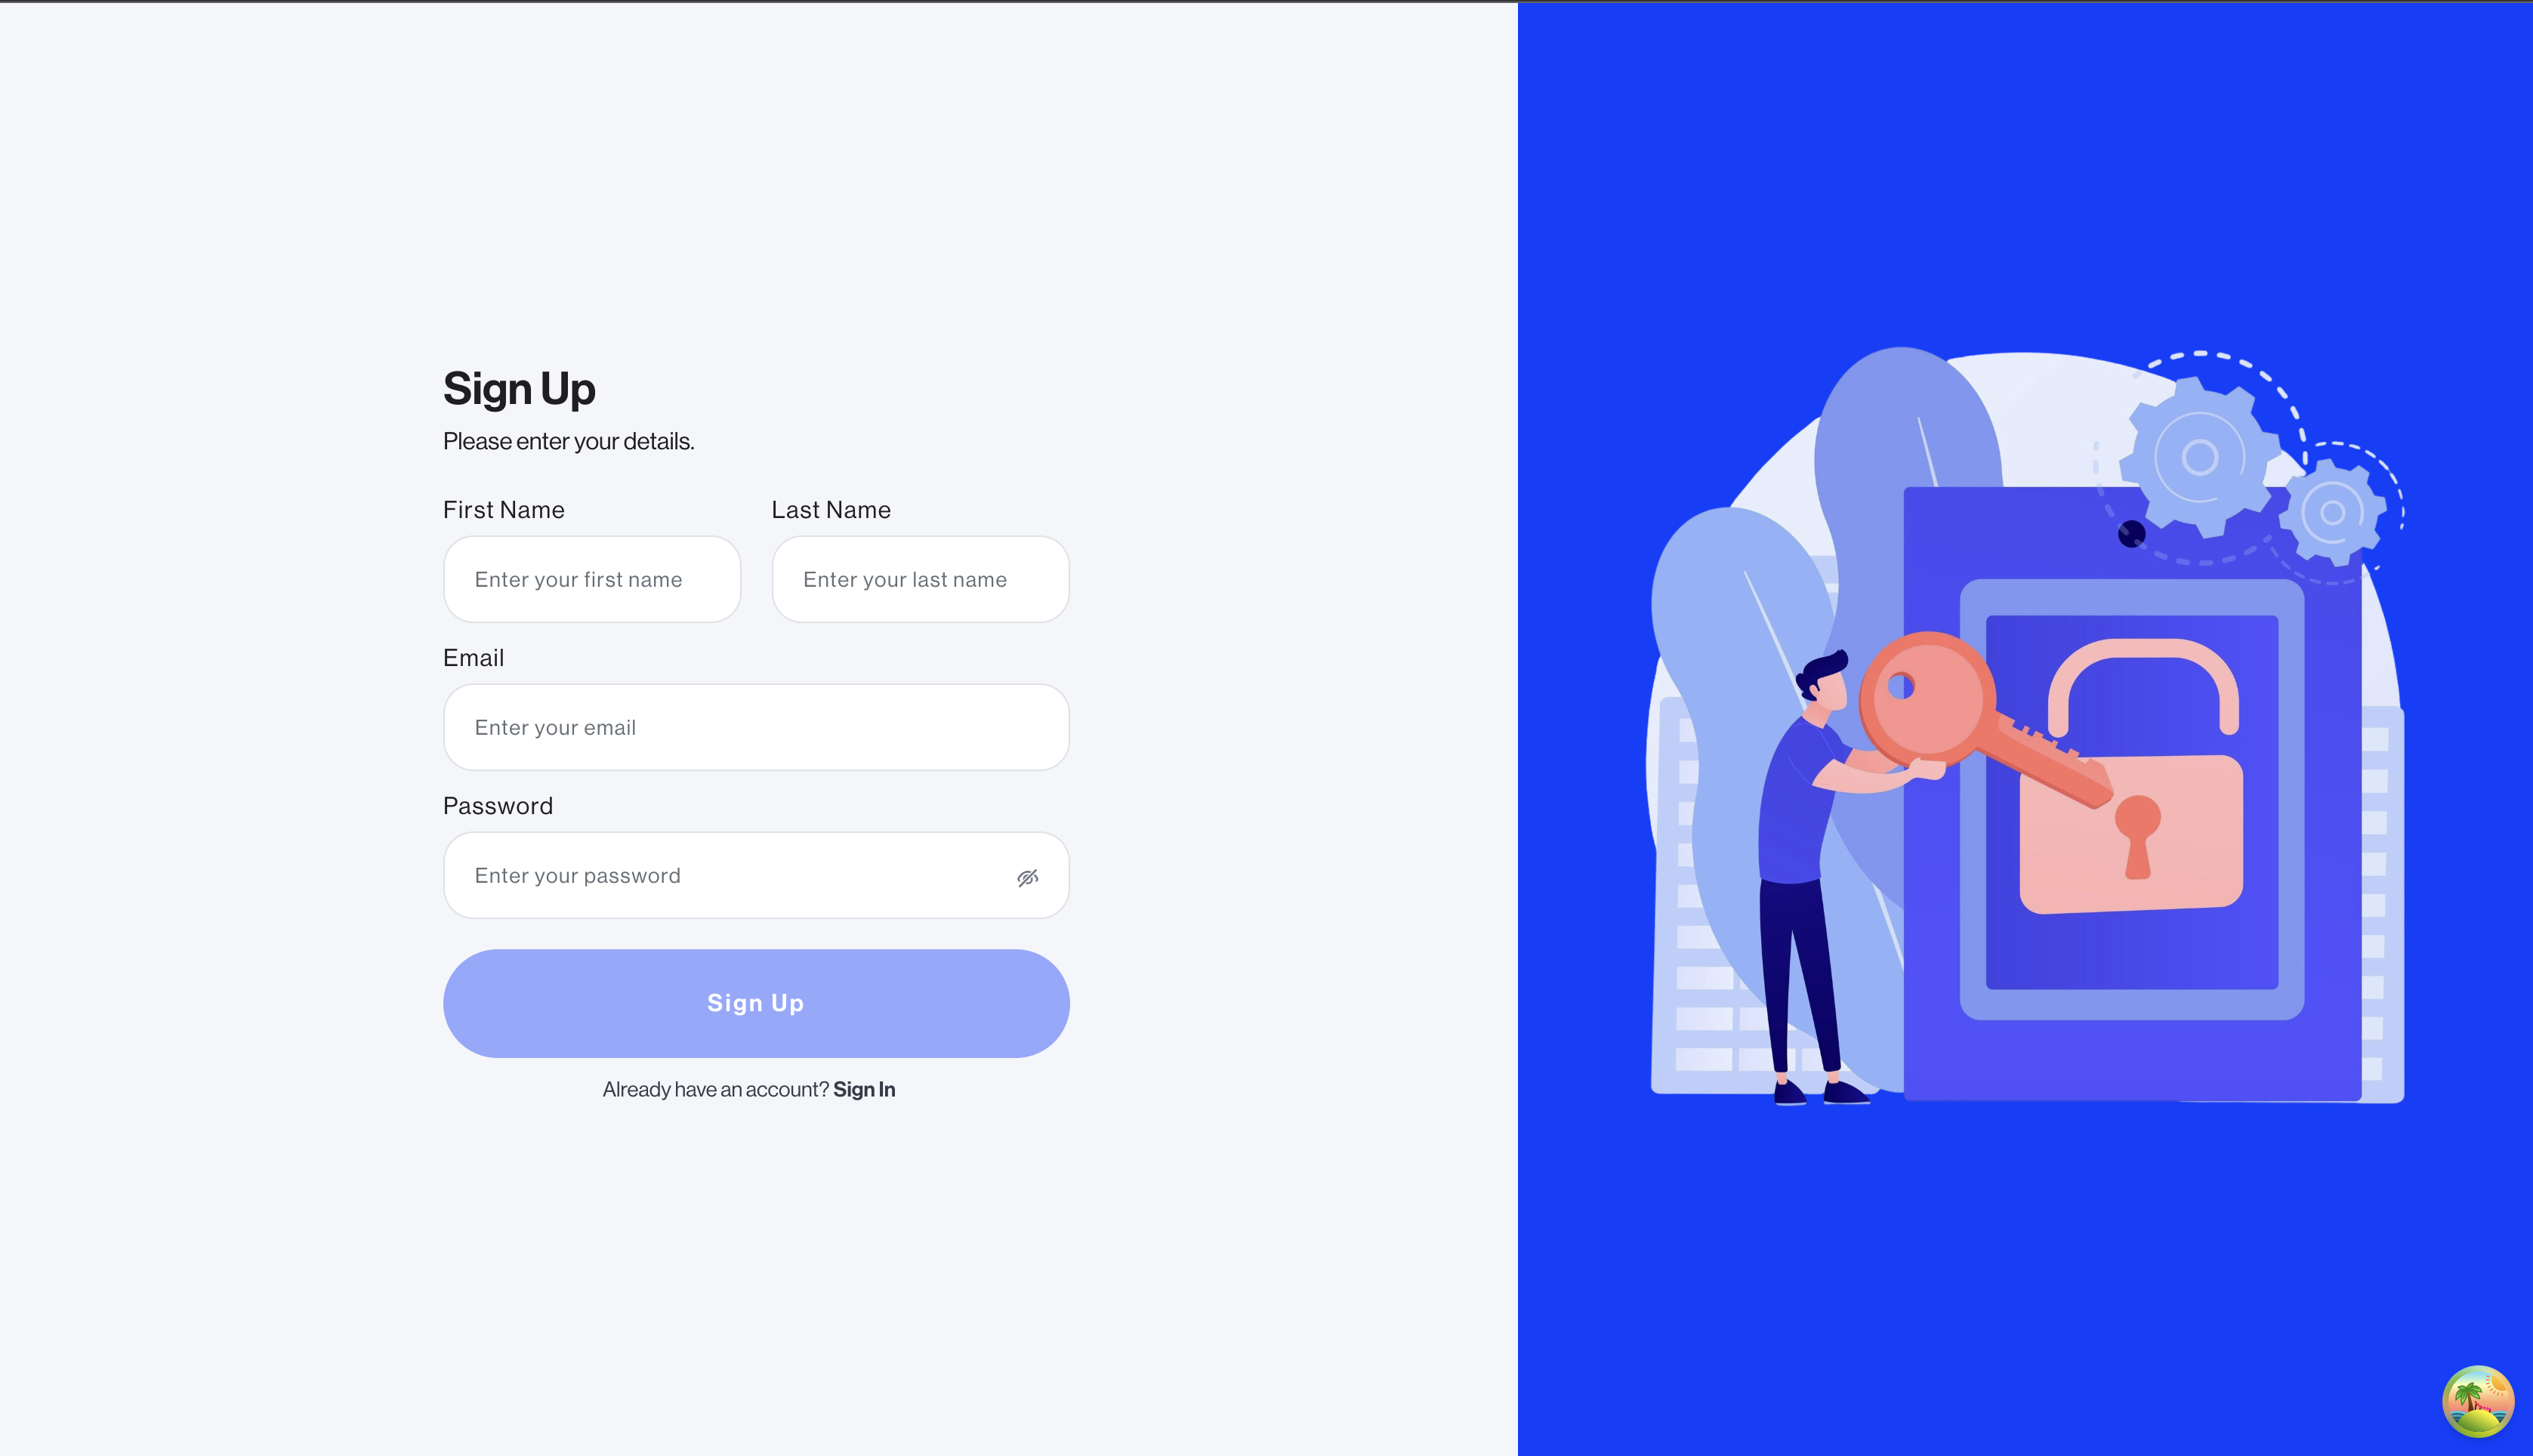 Sign Up
Please enter your details.
First Name
Last Name
Enter your first name
Enter your last name
Email
Enter your email
Password
Enter your password
Sign Up
Already have an account? Sign In